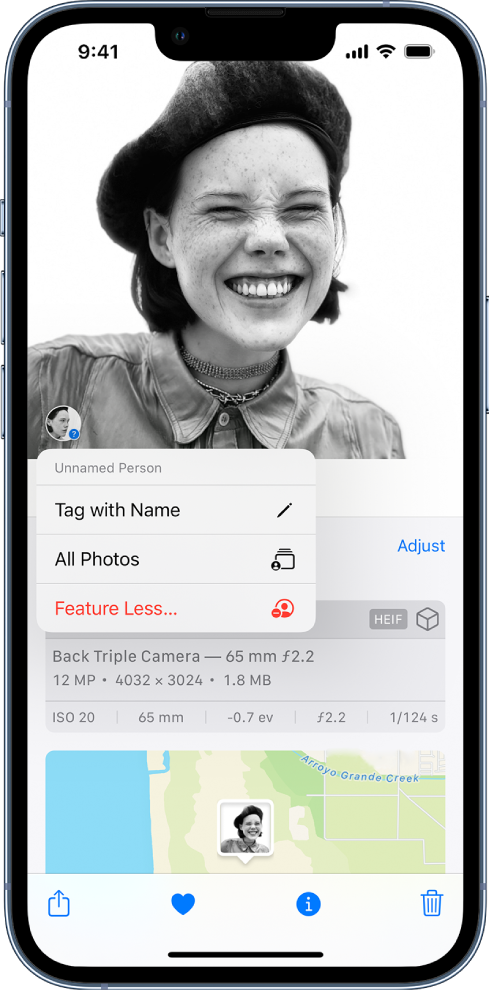 9:41
?
Unnamed Person
Tag with Name
All Photos
Feature Less...
Adjust
HEIF
Back Triple Camera — 65 mm ƒ2.2
12 MP • 4032 × 3024 • 1.8 MB
ISO 20 | 65 mm | -0.7 ev | ƒ2.2 | 1/124 s
Arroyo Grande Creek